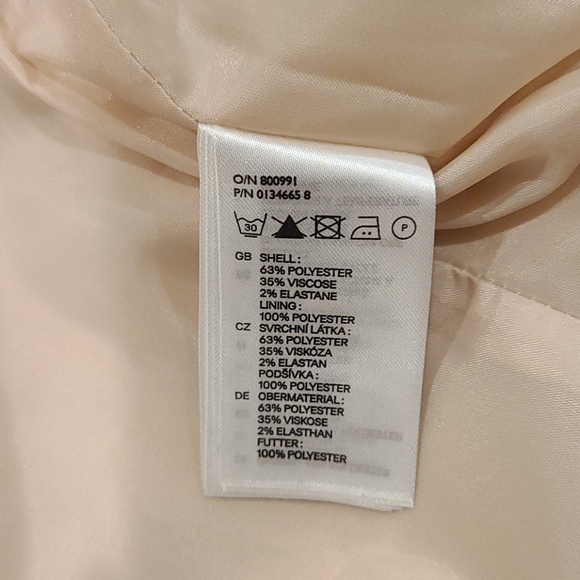 O/N 800991
P/N 0134665 8
30 P
GB SHELL:
63% POLYESTER
35% VISCOSE
2% ELASTANE
LINING:
100% POLYESTER
CZ SVRCHNÍ LÁTKA:
63% POLYESTER
35% VISKÓZA
2% ELASTAN
PODŠÍVKA:
100% POLYESTER
DE OBERMATERIAL:
63% POLYESTER
35% VISKOSE
2% ELASTHAN
FUTTER:
100% POLYESTER